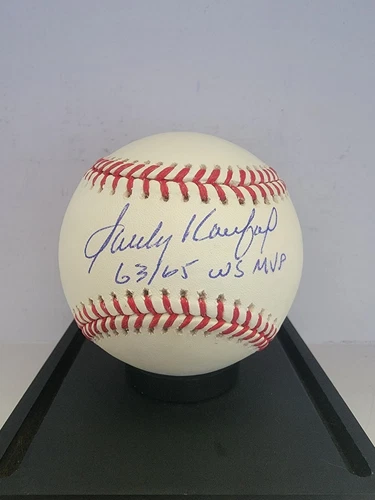 Sandy Koufax
63/65 WS MVP